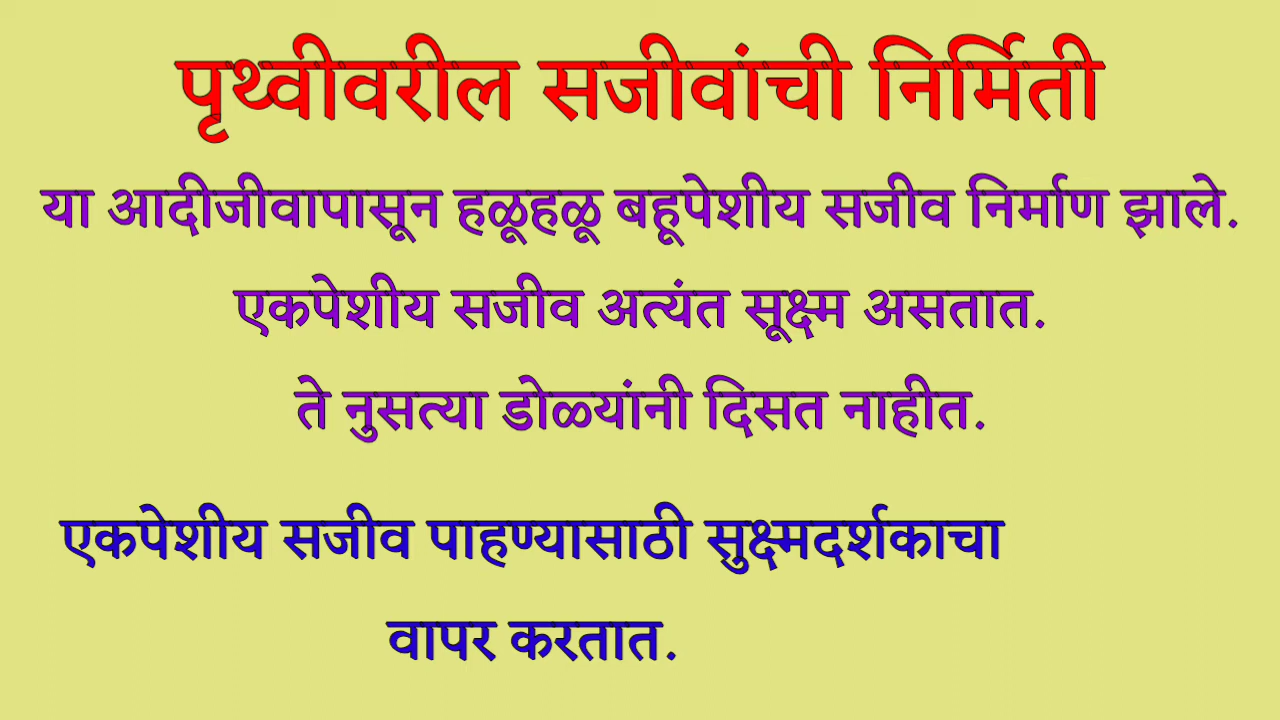 पृथ्वीवरील सजीवांची निर्मिती
या आदीजीवापासून हळूहळू बहूपेशीय सजीव निर्माण झाले.
एकपेशीय सजीव अत्यंत सूक्ष्म असतात.
ते नुसत्या डोळ्यांनी दिसत नाहीत.
एकपेशीय सजीव पाहण्यासाठी सुक्ष्मदर्शकाचा
वापर करतात.